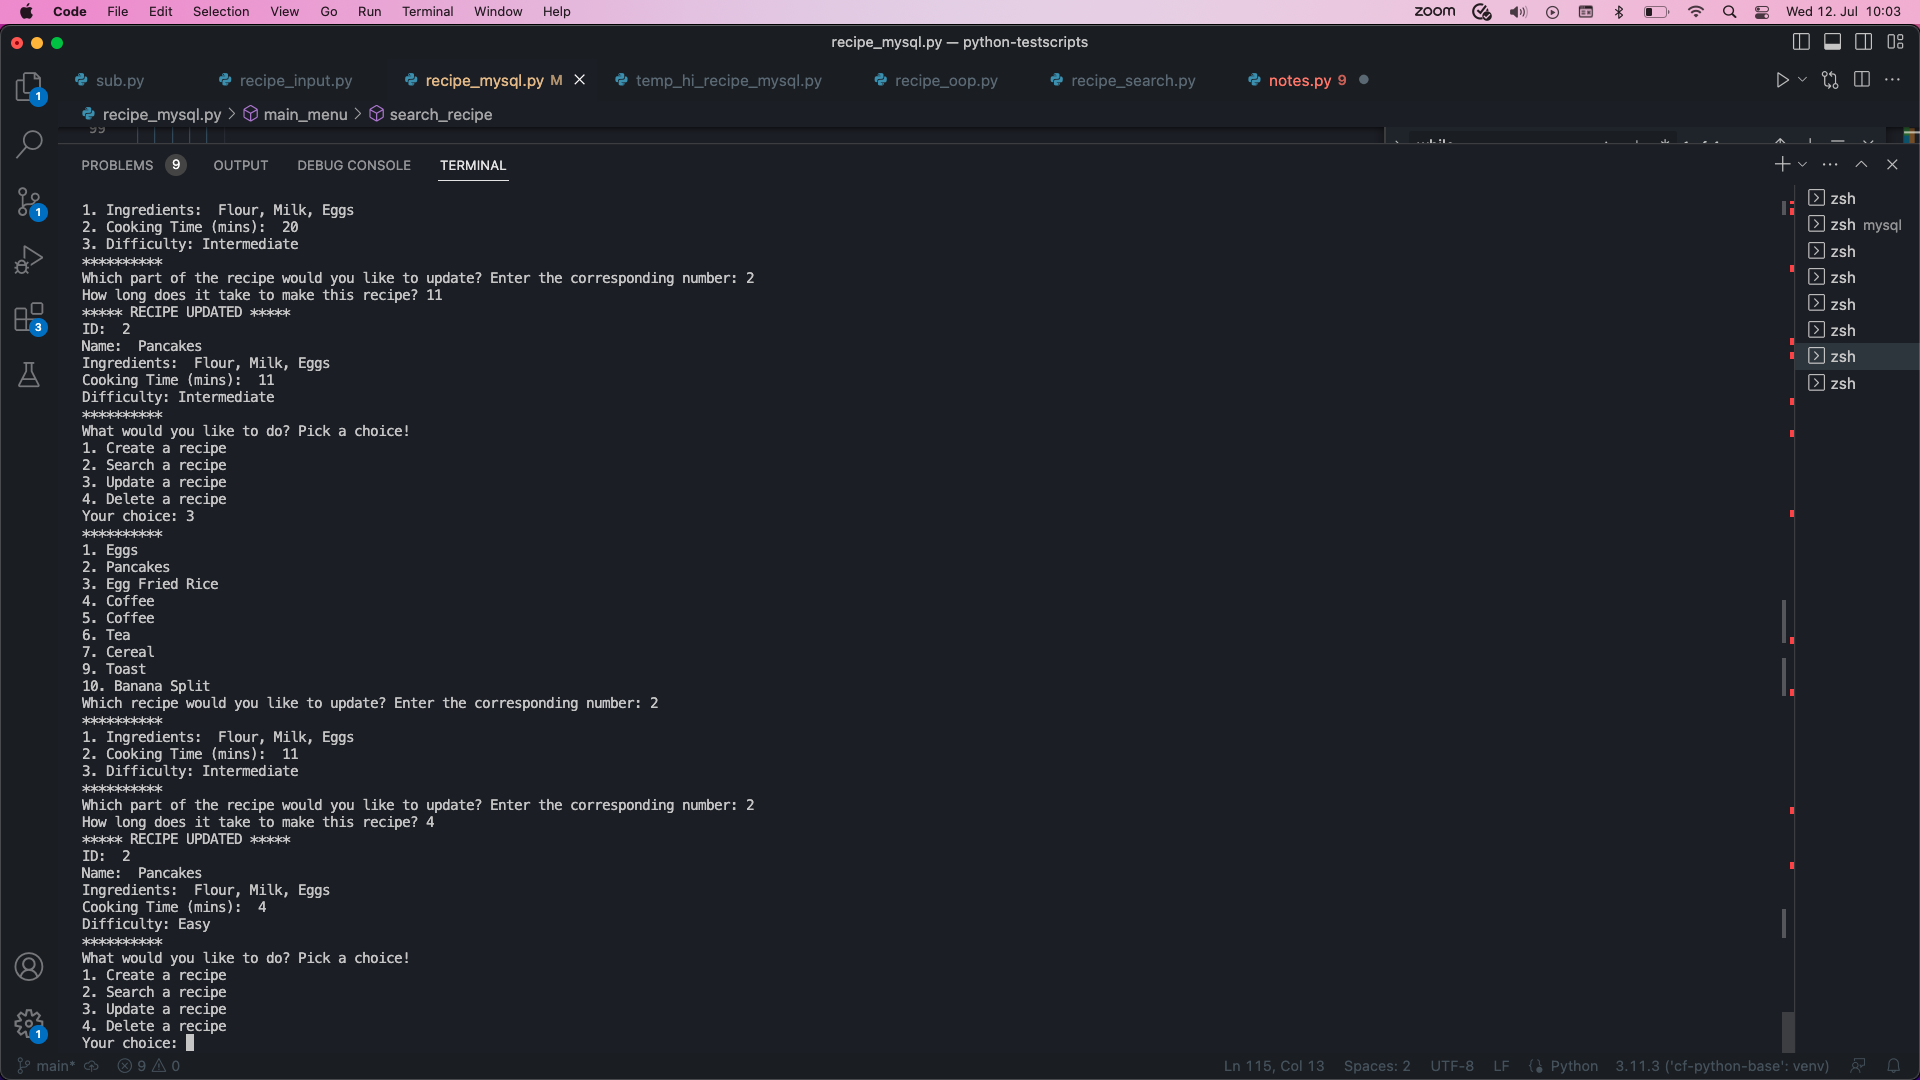 Code File Edit Selection View Go Run Terminal Window Help zoom Wed 12. Jul 10:03
recipe_mysql.py — python-testscripts
sub.py recipe_input.py recipe_mysql.py M temp_hi_recipe_mysql.py recipe_oop.py recipe_search.py notes.py 9
recipe_mysql.py > main_menu > search_recipe
99
while
PROBLEMS 9 OUTPUT DEBUG CONSOLE TERMINAL
1. Ingredients: Flour, Milk, Eggs
2. Cooking Time (mins): 20
3. Difficulty: Intermediate
**********
Which part of the recipe would you like to update? Enter the corresponding number: 2
How long does it take to make this recipe? 11
***** RECIPE UPDATED *****
ID: 2
Name: Pancakes
Ingredients: Flour, Milk, Eggs
Cooking Time (mins): 11
Difficulty: Intermediate
**********
What would you like to do? Pick a choice!
1. Create a recipe
2. Search a recipe
3. Update a recipe
4. Delete a recipe
Your choice: 3
**********
1. Eggs
2. Pancakes
3. Egg Fried Rice
4. Coffee
5. Coffee
6. Tea
7. Cereal
9. Toast
10. Banana Split
Which recipe would you like to update? Enter the corresponding number: 2
**********
1. Ingredients: Flour, Milk, Eggs
2. Cooking Time (mins): 11
3. Difficulty: Intermediate
**********
Which part of the recipe would you like to update? Enter the corresponding number: 2
How long does it take to make this recipe? 4
***** RECIPE UPDATED *****
ID: 2
Name: Pancakes
Ingredients: Flour, Milk, Eggs
Cooking Time (mins): 4
Difficulty: Easy
**********
What would you like to do? Pick a choice!
1. Create a recipe
2. Search a recipe
3. Update a recipe
4. Delete a recipe
Your choice:
zsh
zsh mysql
zsh
zsh
zsh
zsh
zsh
zsh
1
1
3
1
main* 9 0 Ln 115, Col 13 Spaces: 2 UTF-8 LF Python 3.11.3 ('cf-python-base': venv)